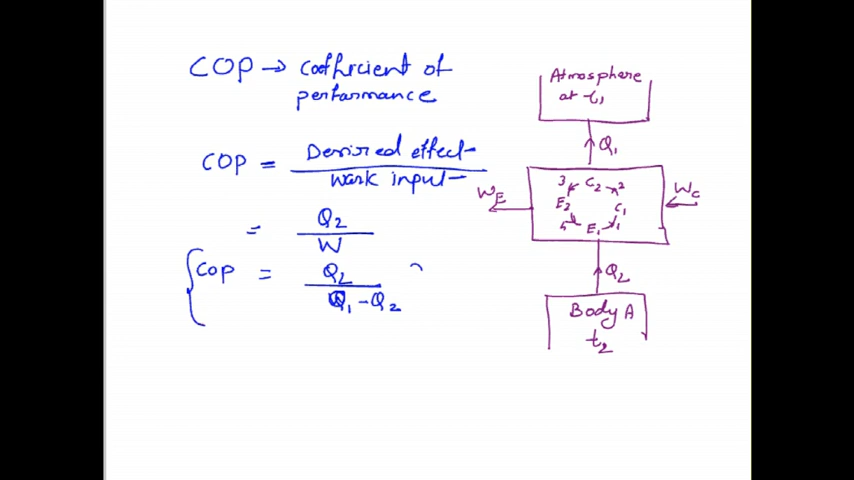 COP → coefficient of
performance
COP = Desired effect
work input
= Q2
W
COP = Q2
Q1 - Q2
Atmosphere
at t1
Q1
WE
Wc
3 C2 2
E2 C1
4 E1 1
Q2
Body A
t2